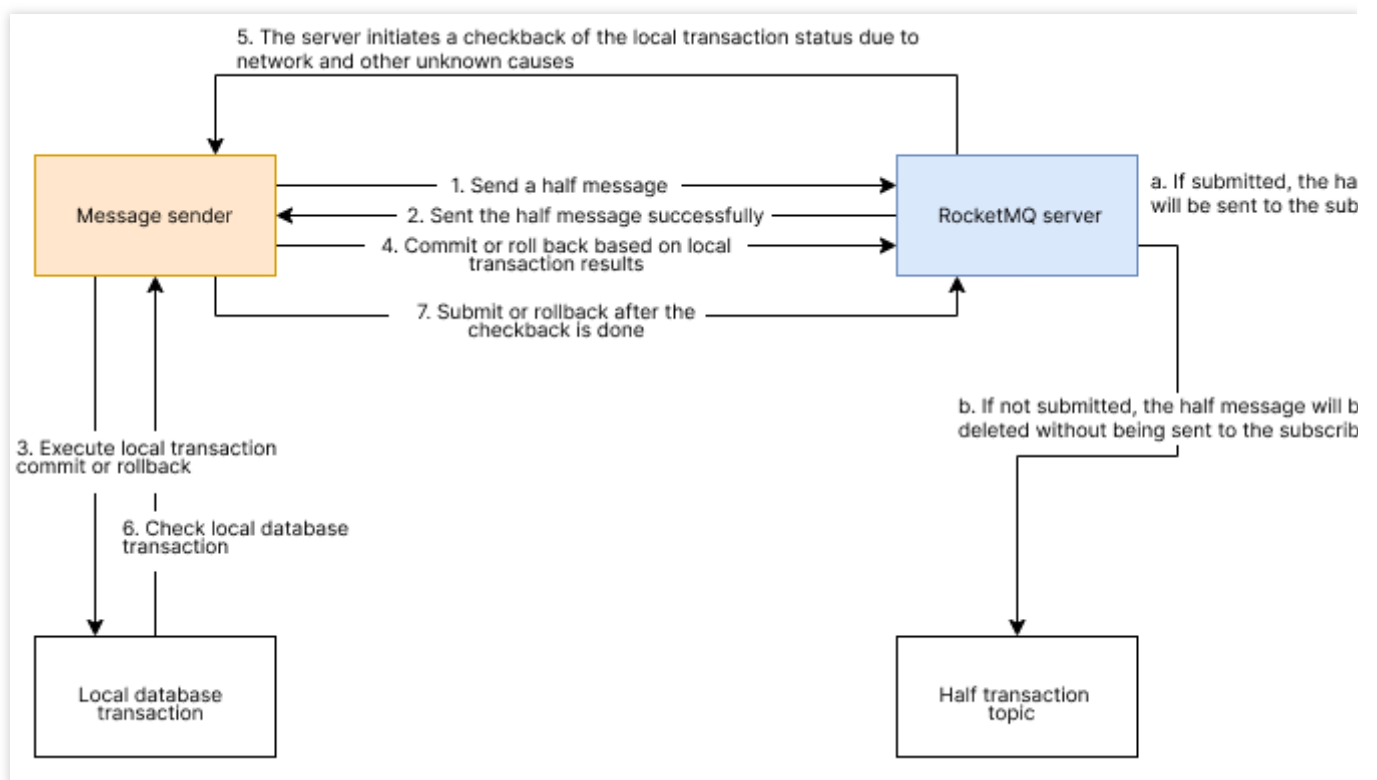 5. The server initiates a checkback of the local transaction status due to
network and other unknown causes
Message sender
1. Send a half message
2. Sent the half message successfully
4. Commit or roll back based on local
transaction results
7. Submit or rollback after the
checkback is done
RocketMQ server
a. If submitted, the
will be sent to the
b. If not submitted, the half message will
deleted without being sent to the
3. Execute local transaction
commit or rollback
6. Check local database
transaction
Local database
transaction
Half transaction
topic